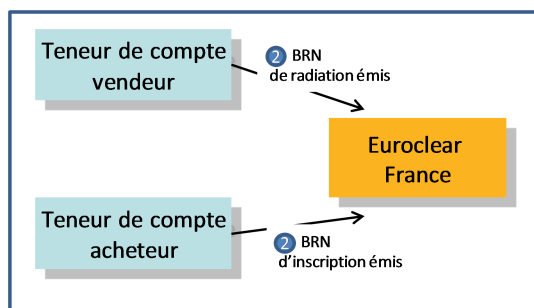 Teneur de compte
vendeur
2 BRN
de radiation émis
Euroclear
France
Teneur de compte
acheteur
2 BRN
d’inscription émis